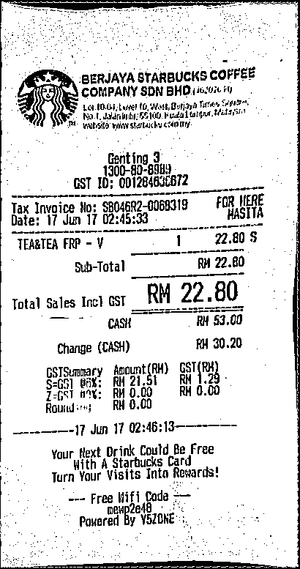 BERJAYA STARBUCKS COFFEE
COMPANY SDN BHD
Lot 10-04, Level 10, West, Berjaya Times Square,
No.1, Jalan Imbi, 55100, Kuala Lumpur, Malaysia
website: www.starbucks.com.my
Genting 3
1300-80-8989
GST ID: 001284636672
Tax Invoice No: SB046R2-0069319 FOR HERE
Date: 17 Jun 17 02:45:33 HASITA
TEA&TEA FRP - V 1 22.80 S
Sub-Total RM 22.80
Total Sales Incl GST RM 22.80
CASH RM 53.00
Change (CASH) RM 30.20
GSTSummary Amount(RM) GST(RM)
S=GST 06%: RM 21.51 RM 1.29
Z=GST 00%: RM 0.00 RM 0.00
Rounding RM 0.00
17 Jun 17 02:46:13
Your Next Drink Could Be Free
With A Starbucks Card
Turn Your Visits Into Rewards!
--- Free Wifi Code ---
mewp2e48
Powered By V5ZONE